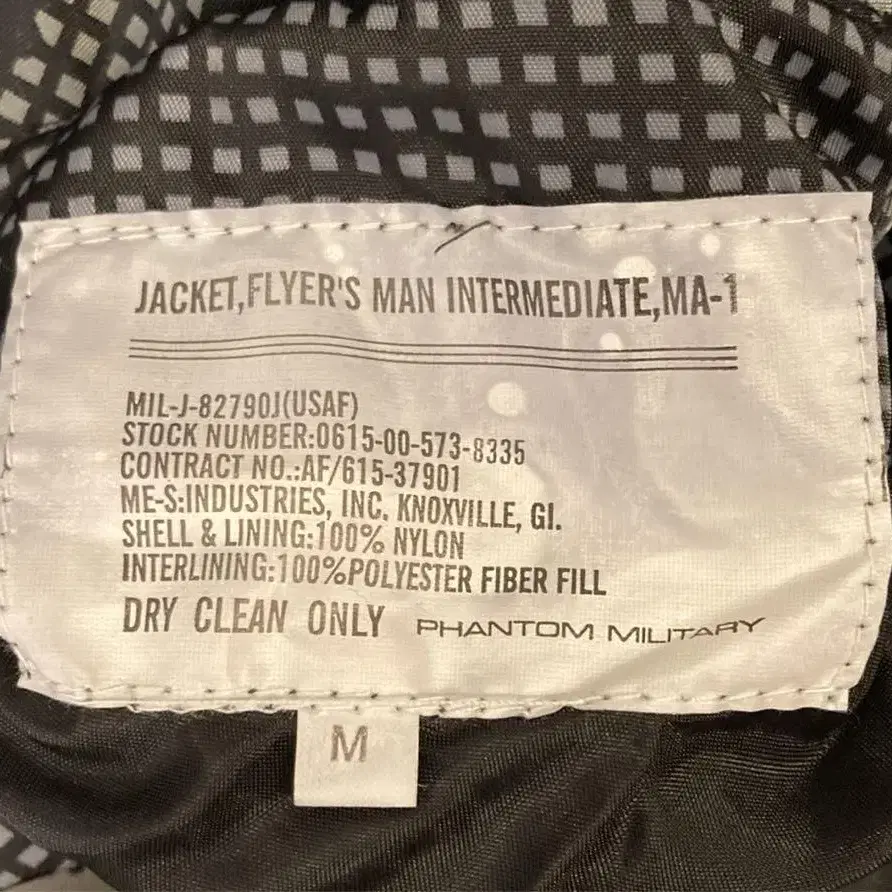 JACKET,FLYER'S MAN INTERMEDIATE,MA-1
MIL-J-82790J(USAF)
STOCK NUMBER:0615-00-573-8335
CONTRACT NO.:AF/615-37901
ME-S:INDUSTRIES, INC. KNOXVILLE, GI.
SHELL & LINING:100% NYLON
INTERLINING:100%POLYESTER FIBER FILL
DRY CLEAN ONLY PHANTOM MILITARY
M